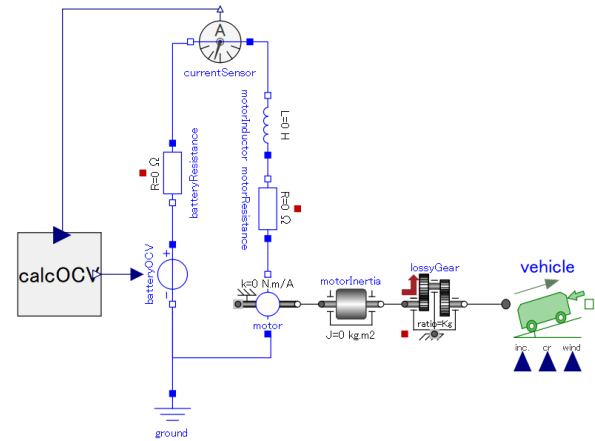 A
currentSensor
L=0 H
motorInductor
batteryResistance
R=0 Ω
motorResistance
R=0 Ω
calcOCV
batteryOCV
+
-
k=0 N.m/A
motor
motorInertia
J=0 kg.m2
lossyGear
ratio=Kg
vehicle
inc. cr wind
ground